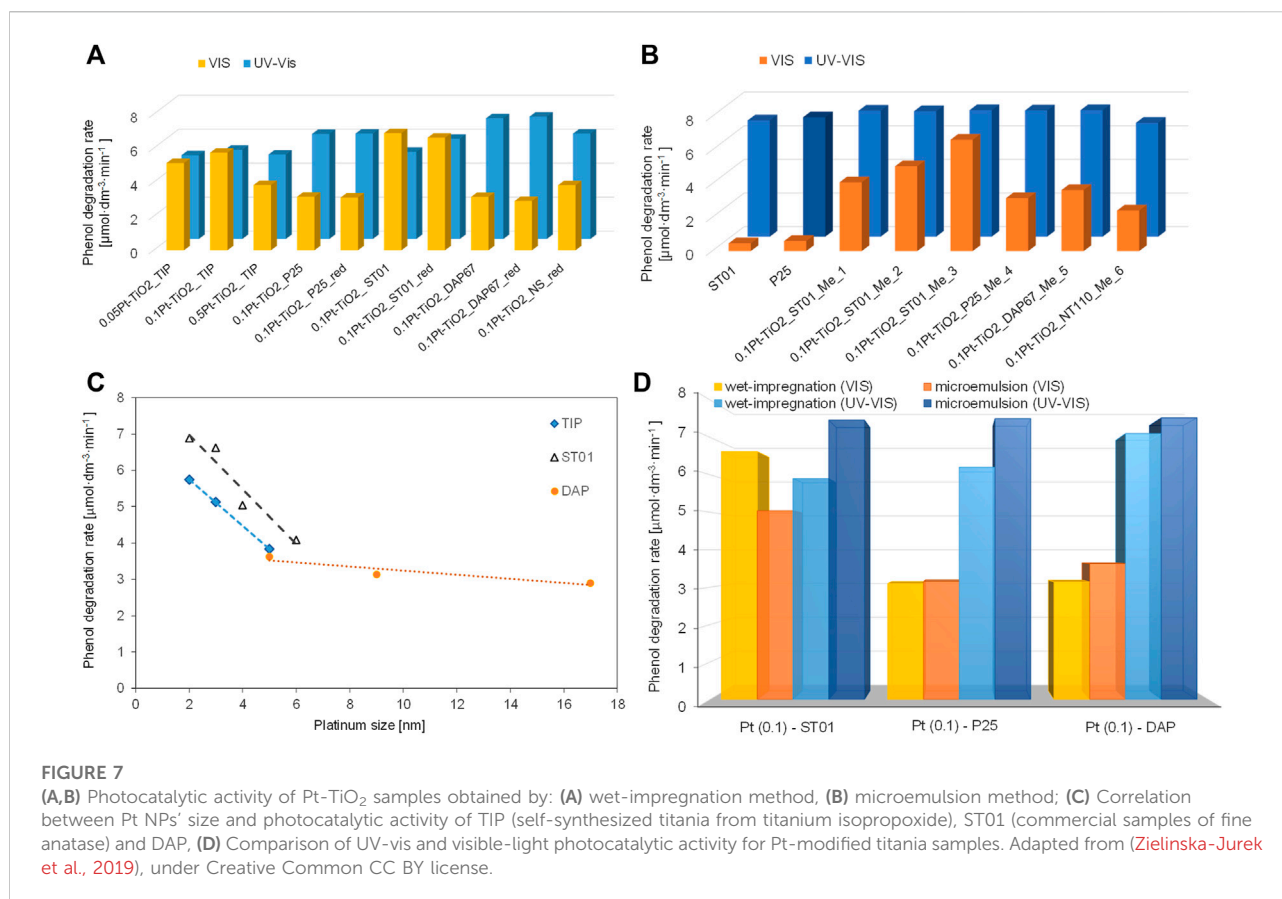 A
VIS UV-Vis
Phenol degradation rate
[µmol·dm-3·min-1 ]
8
6
4
2
0
0.05Pt-TiO2_TIP
0.1Pt-TiO2_TIP
0.5Pt-TiO2_TIP
0.1Pt-TiO2_P25
0.1Pt-TiO2_P25_red
0.1Pt-TiO2_ST01
0.1Pt-TiO2_ST01_red
0.1Pt-TiO2_DAP67
0.1Pt-TiO2_DAP67_red
0.1Pt-TiO2_NS_red
B
VIS UV-VIS
Phenol degradation rate
[µmol·dm-3·min-1 ]
8
6
4
2
0
ST01
P25
0.1Pt-TiO2_ST01_Me_1
0.1Pt-TiO2_ST01_Me_2
0.1Pt-TiO2_ST01_Me_3
0.1Pt-TiO2_P25_Me_4
0.1Pt-TiO2_DAP67_Me_5
0.1Pt-TiO2_NT110_Me_6
C
Phenol degradation rate [µmol·dm-3·min-1]
8
7
6
5
4
3
2
1
0
TIP
ST01
DAP
0 2 4 6 8 10 12 14 16 18
Platinum size [nm]
D
wet-impregnation (VIS) microemulsion (VIS)
wet-impregnation (UV-VIS) microemulsion (UV-VIS)
Phenol degradation rate [µmol·dm-3·min-1]
8
7
6
5
4
3
2
1
0
Pt (0.1) - ST01 Pt (0.1) - P25 Pt (0.1) - DAP
FIGURE 7
(A,B) Photocatalytic activity of Pt-TiO2 samples obtained by: (A) wet-impregnation method, (B) microemulsion method; (C) Correlation
between Pt NPs’ size and photocatalytic activity of TIP (self-synthesized titania from titanium isopropoxide), ST01 (commercial samples of fine
anatase) and DAP, (D) Comparison of UV-vis and visible-light photocatalytic activity for Pt-modified titania samples. Adapted from (Zielinska-Jurek
et al., 2019), under Creative Common CC BY license.